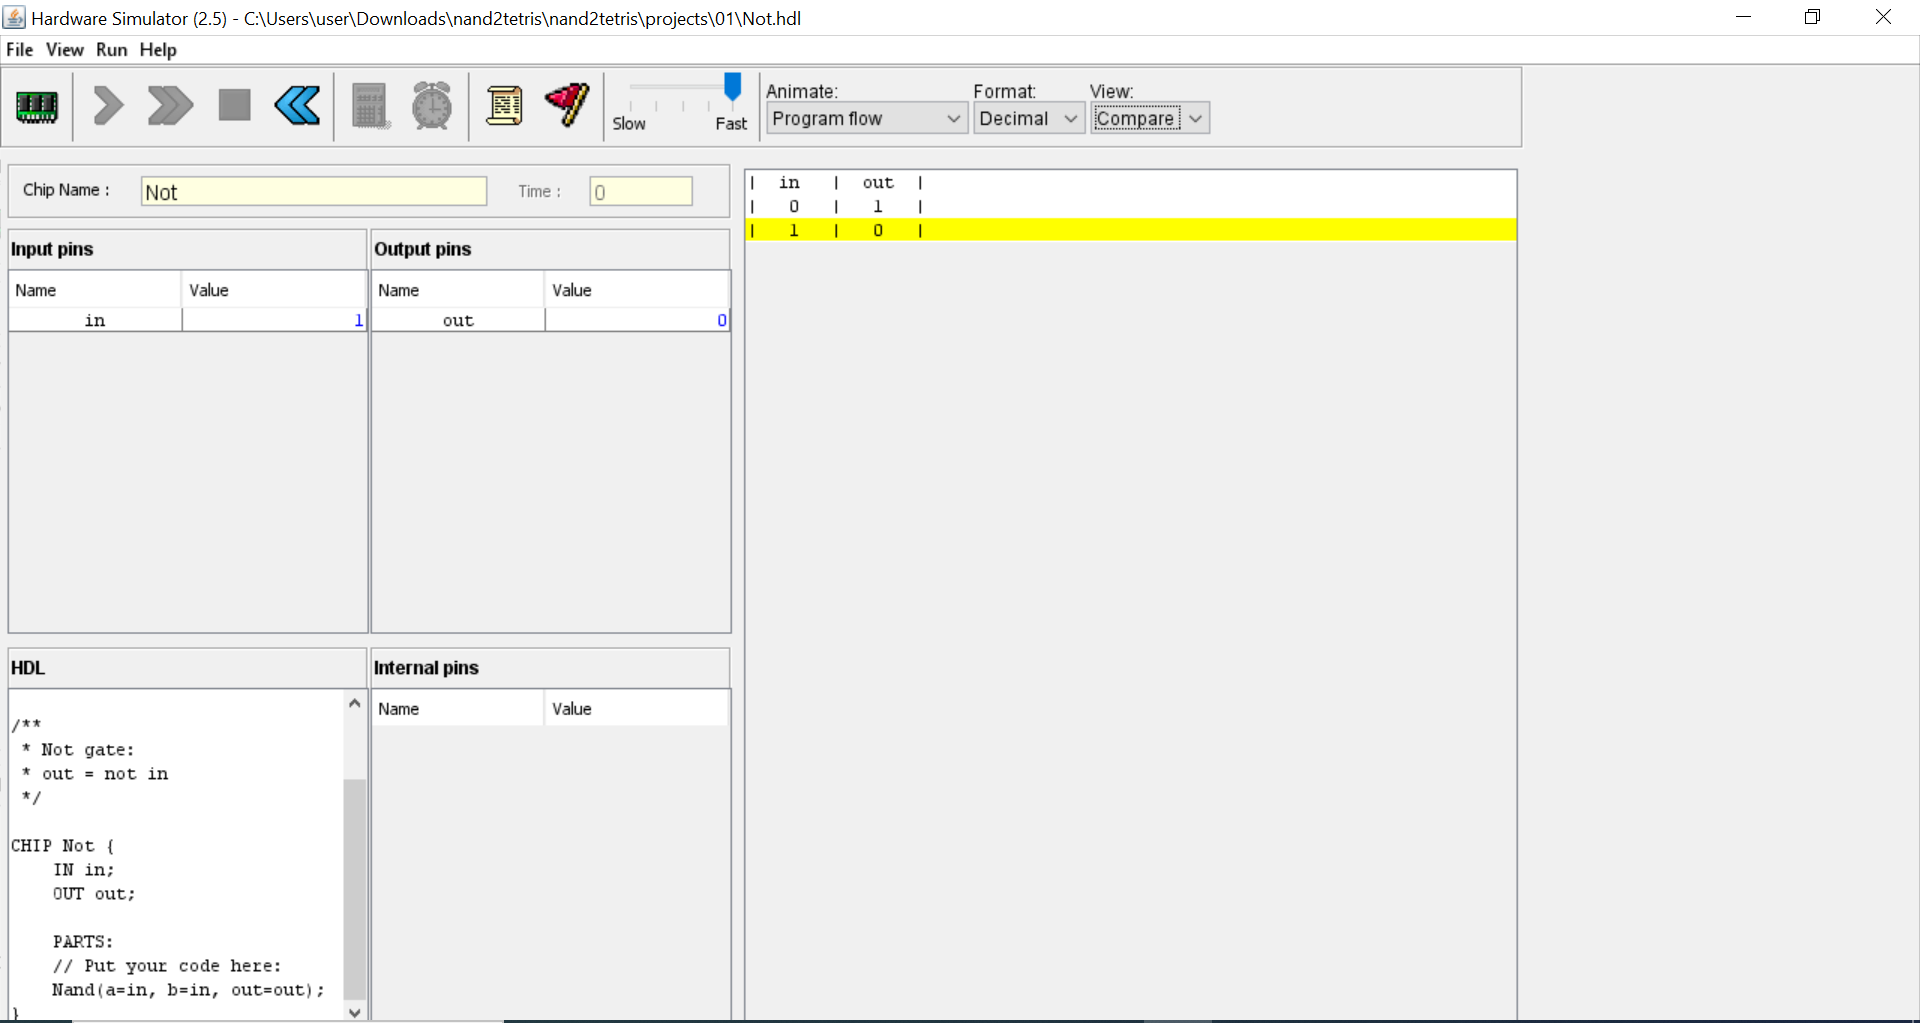 Hardware Simulator (2.5) - C:\Users\user\Downloads\nand2tetris\nand2tetris\projects\01\Not.hdl
File View Run Help
Slow Fast
Animate: Format: View:
Program flow Decimal Compare
Chip Name : Not Time : 0
Input pins
Name Value
in 1
Output pins
Name Value
out 0
HDL
/**
* Not gate:
* out = not in
*/
CHIP Not {
IN in;
OUT out;
PARTS:
// Put your code here:
Nand(a=in, b=in, out=out);
}
Internal pins
Name Value
| in | out |
| 0 | 1 |
| 1 | 0 |